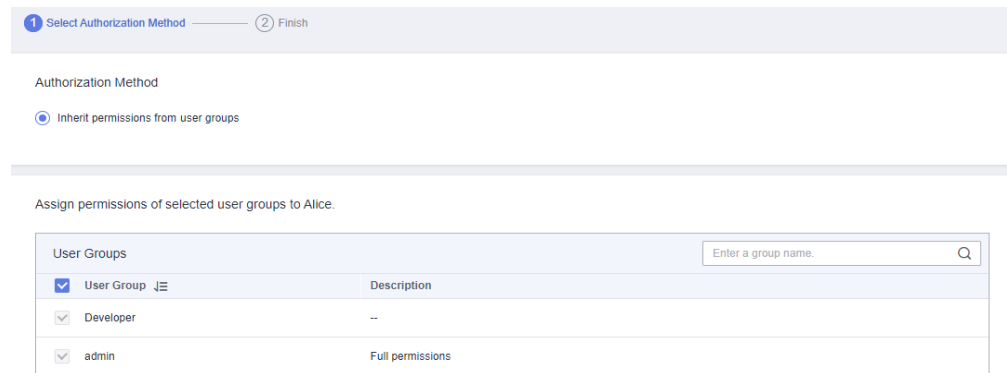 1 Select Authorization Method 2 Finish
Authorization Method
Inherit permissions from user groups
Assign permissions of selected user groups to Alice.
User Groups Enter a group name.
User Group Description
Developer --
admin Full permissions